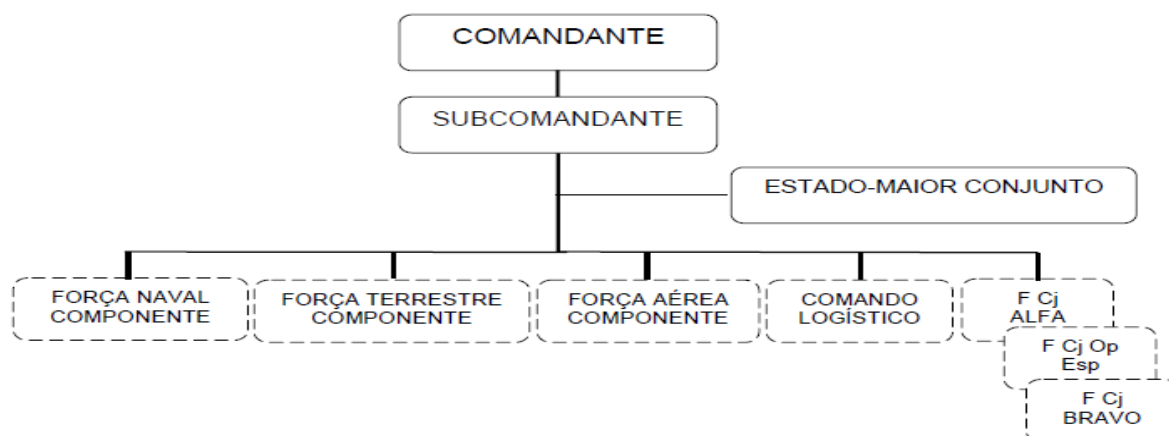 COMANDANTE
SUBCOMANDANTE
ESTADO-MAIOR CONJUNTO
FORÇA NAVAL
COMPONENTE
FORÇA TERRESTRE
COMPONENTE
FORÇA AÉREA
COMPONENTE
COMANDO
LOGÍSTICO
F Cj
ALFA
F Cj Op
Esp
F Cj
BRAVO